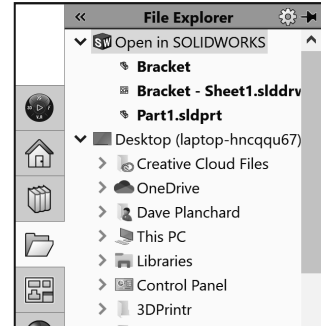 « File Explorer
SW Open in SOLIDWORKS
Bracket
Bracket - Sheet1.slddrv
Part1.sldprt
Desktop (laptop-hncqqu67)
Creative Cloud Files
OneDrive
Dave Planchard
This PC
Libraries
Control Panel
3DPrintr